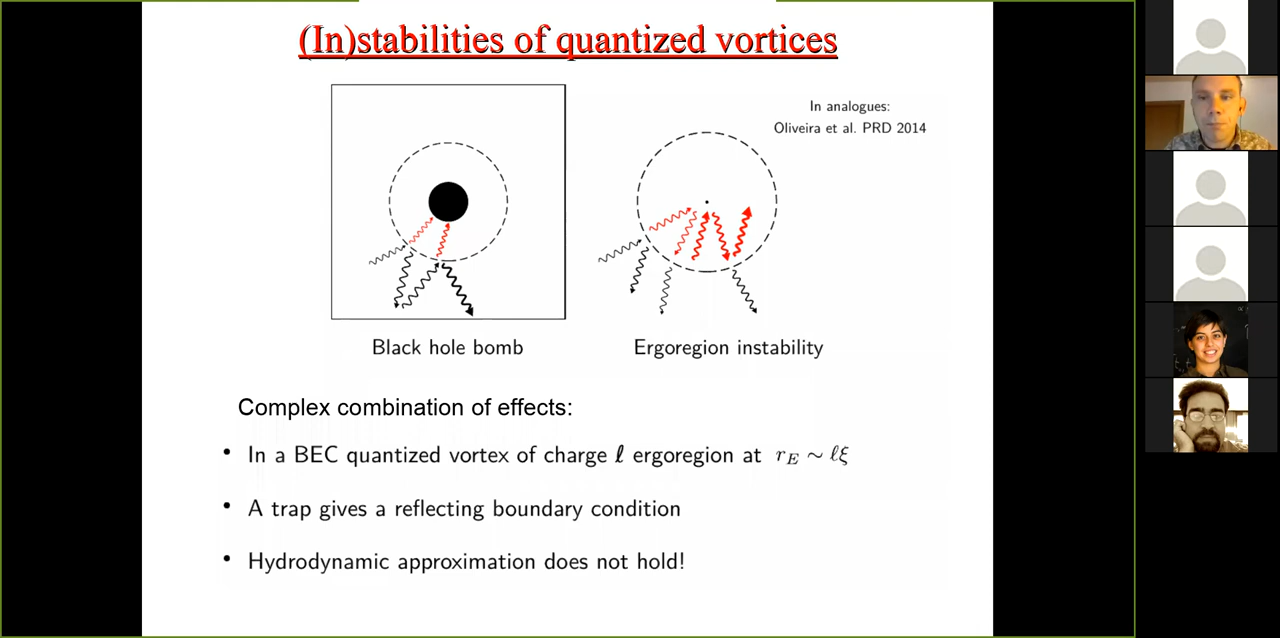 (In)stabilities of quantized vortices
In analogues:
Oliveira et al. PRD 2014
Black hole bomb
Ergoregion instability
Complex combination of effects:
• In a BEC quantized vortex of charge ℓ ergoregion at r_E ∼ ℓξ
• A trap gives a reflecting boundary condition
• Hydrodynamic approximation does not hold!